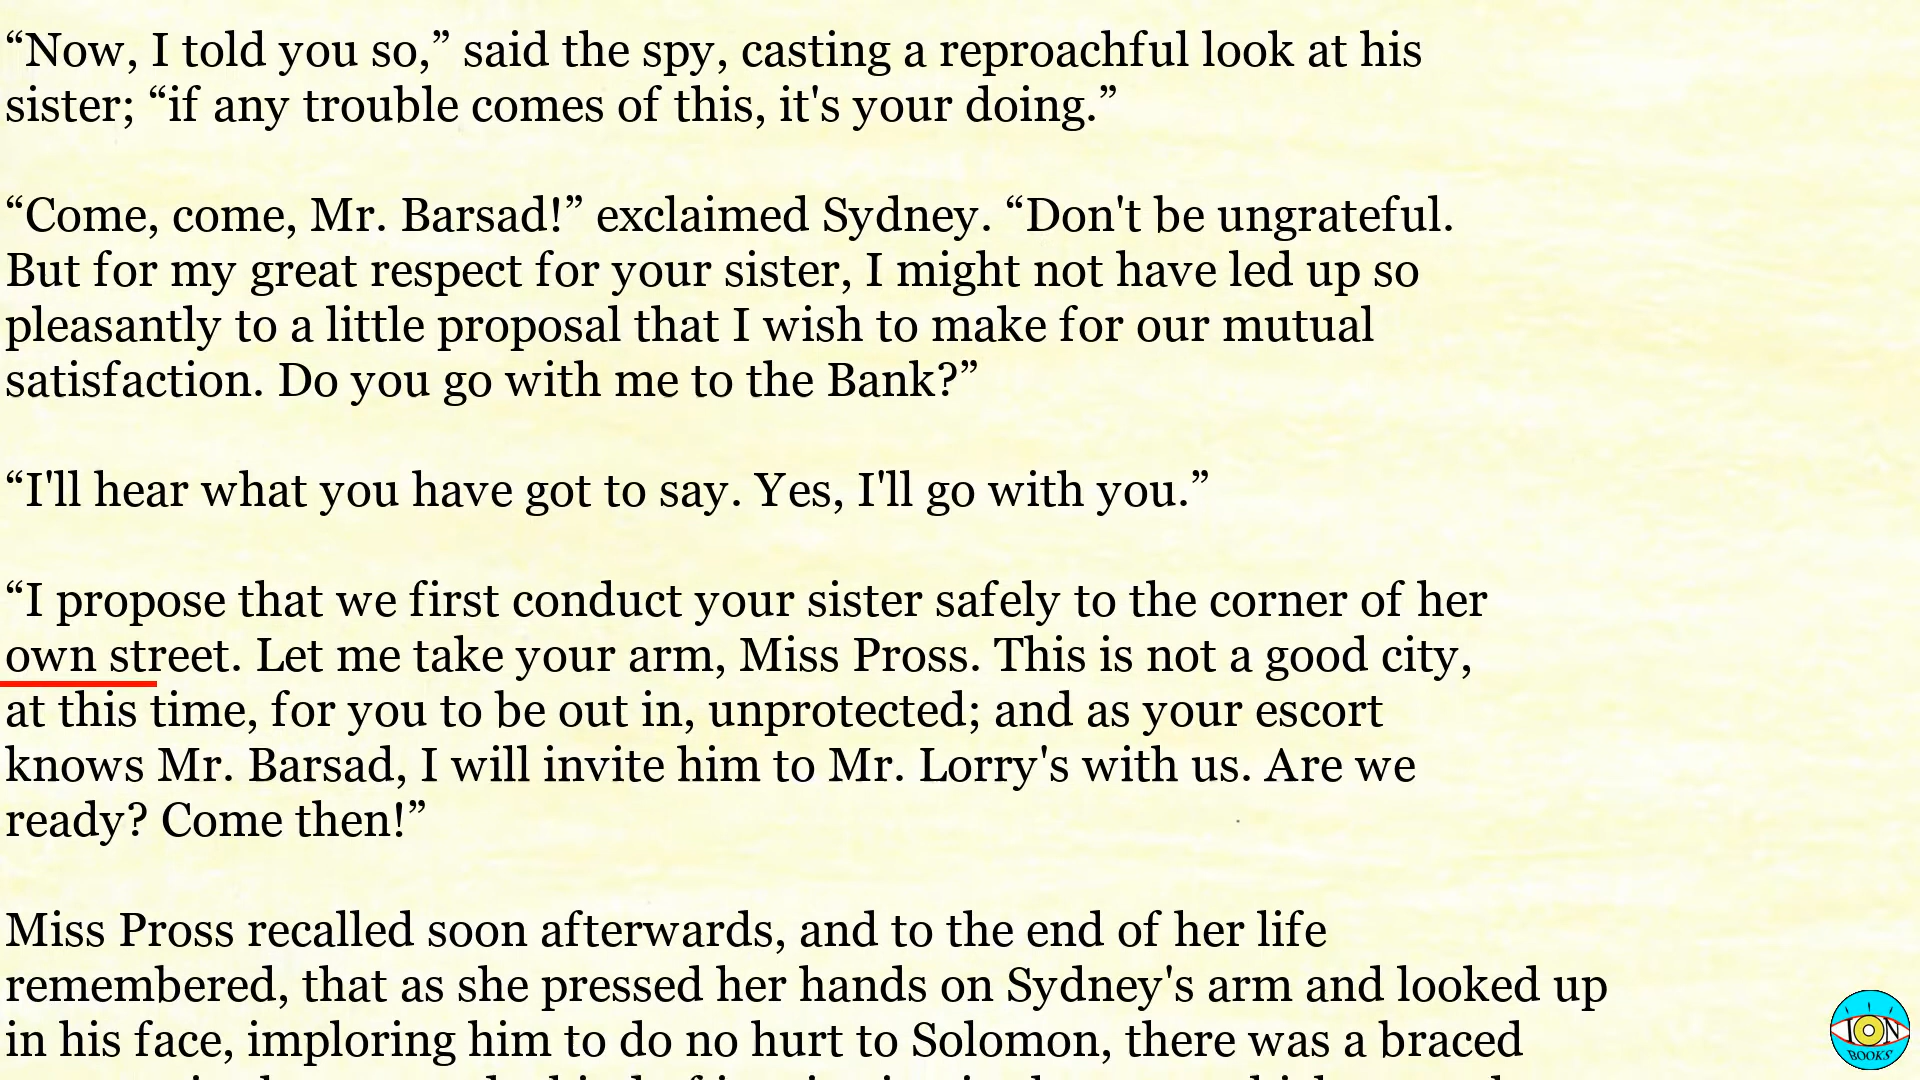 “Now, I told you so,” said the spy, casting a reproachful look at his
sister; “if any trouble comes of this, it's your doing.”
“Come, come, Mr. Barsad!” exclaimed Sydney. “Don't be ungrateful.
But for my great respect for your sister, I might not have led up so
pleasantly to a little proposal that I wish to make for our mutual
satisfaction. Do you go with me to the Bank?”
“I'll hear what you have got to say. Yes, I'll go with you.”
“I propose that we first conduct your sister safely to the corner of her
own street. Let me take your arm, Miss Pross. This is not a good city,
at this time, for you to be out in, unprotected; and as your escort
knows Mr. Barsad, I will invite him to Mr. Lorry's with us. Are we
ready? Come then!”
Miss Pross recalled soon afterwards, and to the end of her life
remembered, that as she pressed her hands on Sydney's arm and looked up
in his face, imploring him to do no hurt to Solomon, there was a braced
ION
BOOKS